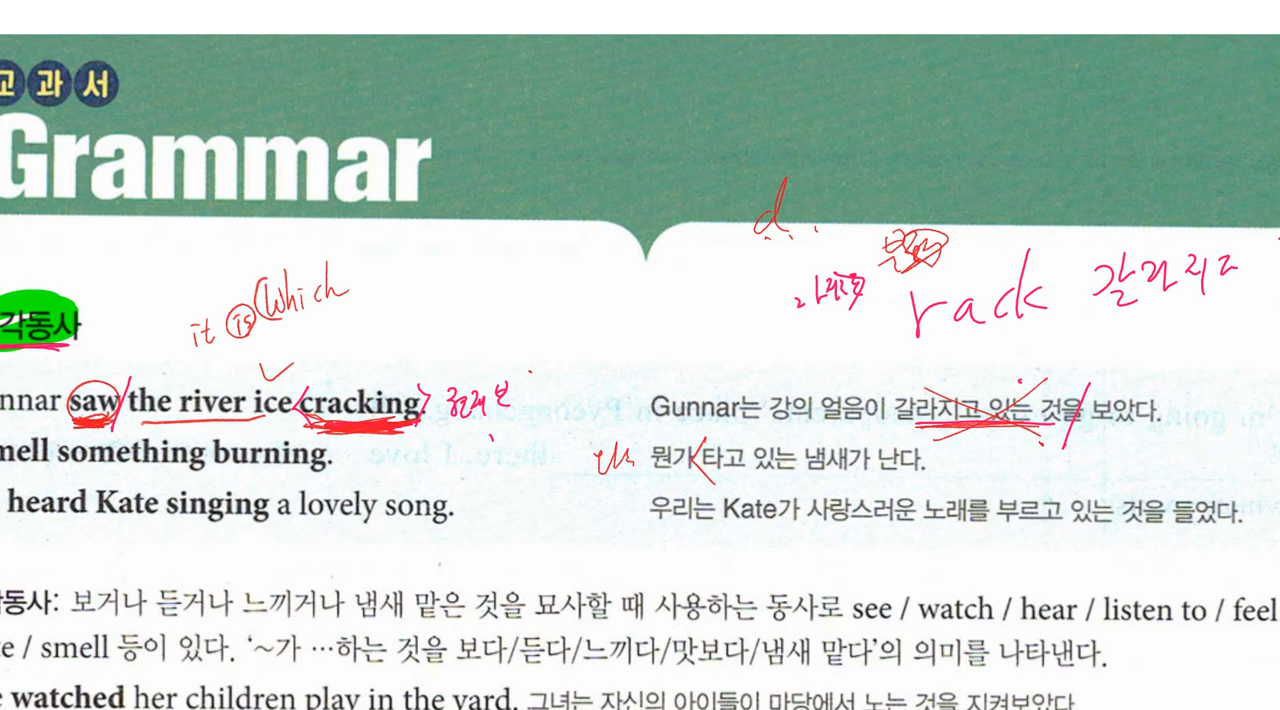 교과서
Grammar
d.
rack 갈라지다
it is which
각동사
nnar saw the river ice cracking 현재분
Gunnar는 강의 얼음이 갈라지고 있는 것을 보았다.
mell something burning.
뭔가 타고 있는 냄새가 난다.
heard Kate singing a lovely song.
우리는 Kate가 사랑스러운 노래를 부르고 있는 것을 들었다.
각동사: 보거나 듣거나 느끼거나 냄새 맡은 것을 묘사할 때 사용하는 동사로 see / watch / hear / listen to / feel
te / smell 등이 있다. ‘~가 …하는 것을 보다/듣다/느끼다/맛보다/냄새 맡다’의 의미를 나타낸다.
e watched her children play in the yard. 그녀는 자신의 아이들이 마당에서 노는 것을 지켜보았다